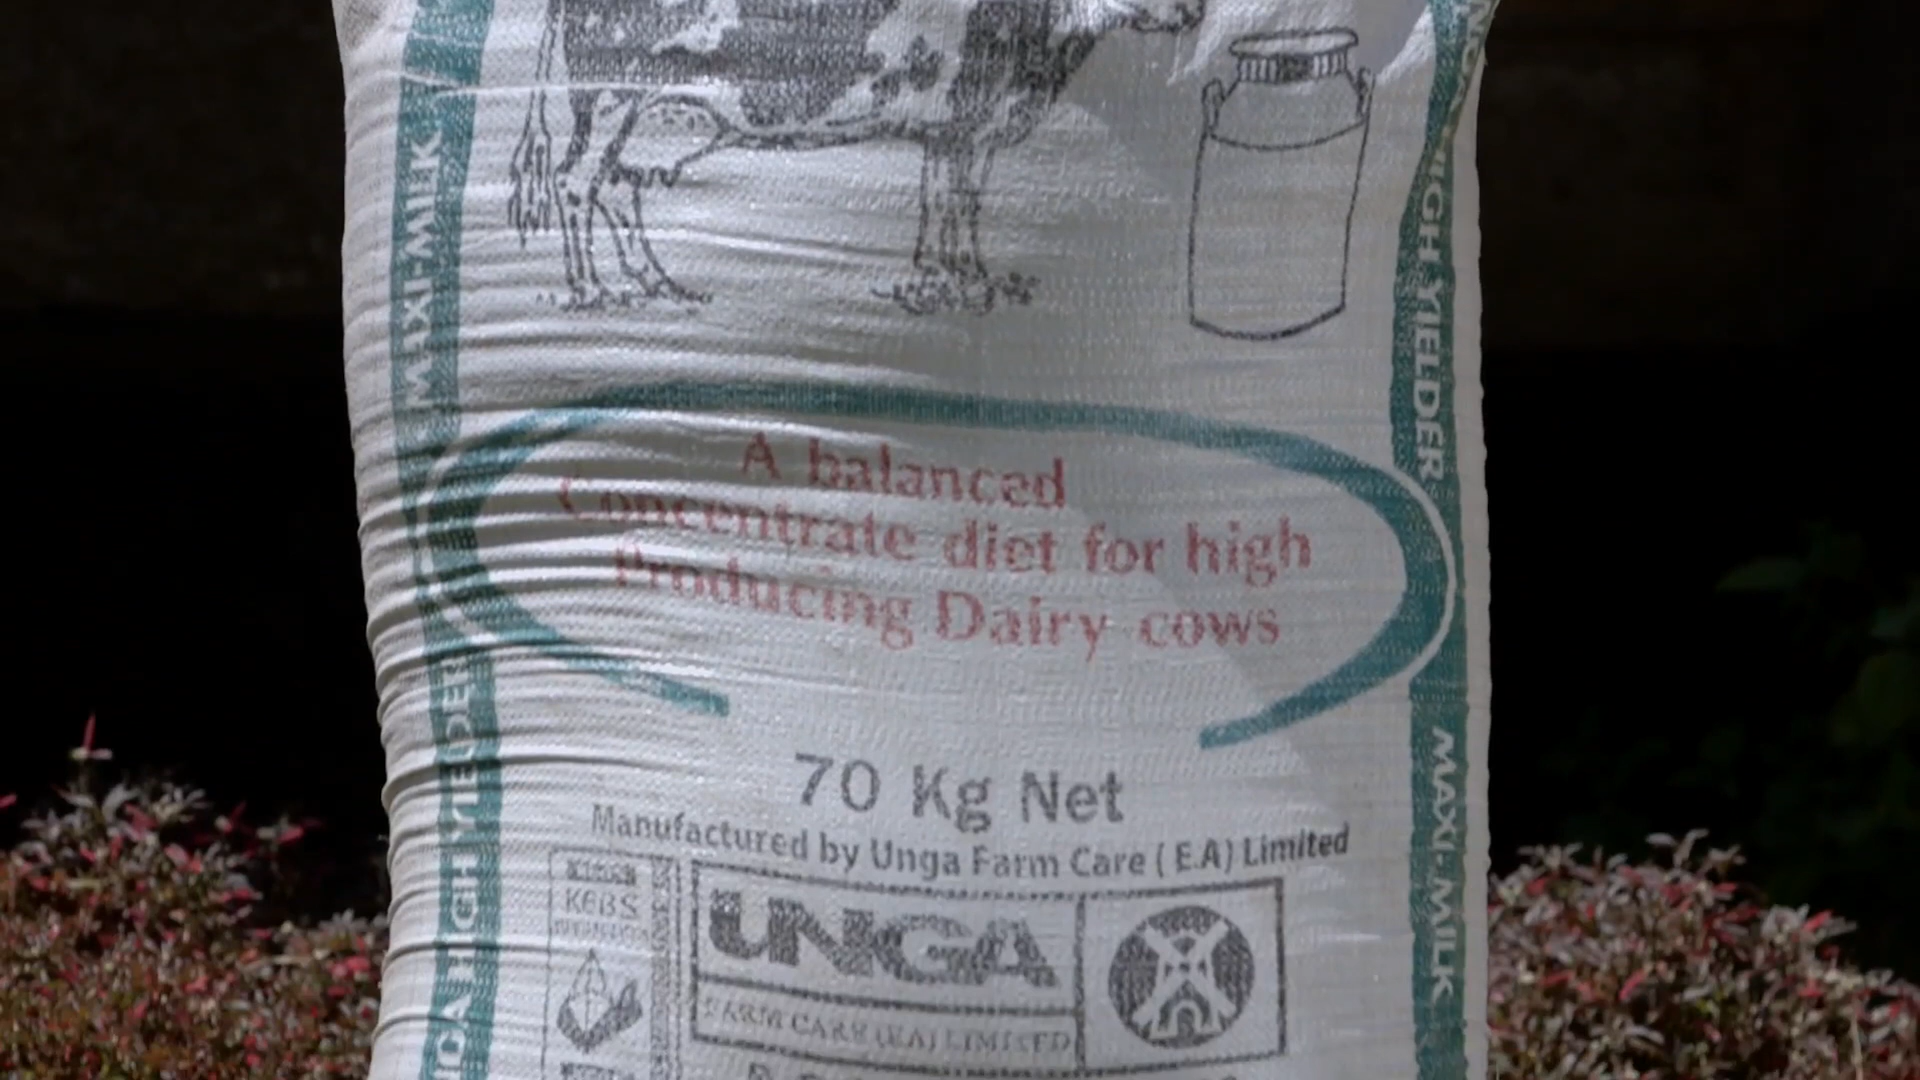 MAXI-MILK
HIGH YIELDER
A balanced
Concentrate diet for high
Producing Dairy cows
HIGH YIELDER
MAXI-MILK
70 Kg Net
Manufactured by Unga Farm Care ( E.A) Limited
KEBS
UNGA
FARM CARE (EA) LIMITED